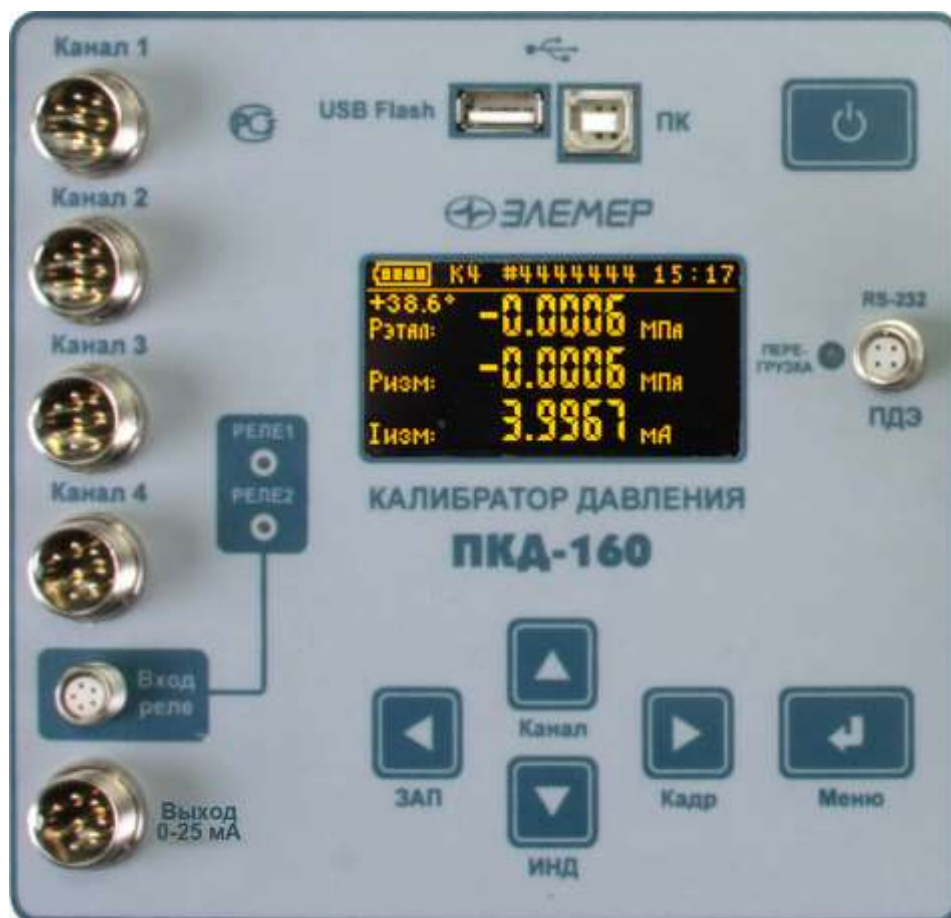 Канал 1
USB Flash
ПК
Канал 2
ЭЛЕМЕР
К4 #4444444 15:17
+38.6°
Рэтал: -0.0006 МПа
Ризм: -0.0006 МПа
Iизм: 3.9967 мА
RS-232
ПЕРЕ-
ГРУЗКА
ПДЭ
Канал 3
РЕЛЕ1
РЕЛЕ2
Канал 4
КАЛИБРАТОР ДАВЛЕНИЯ
ПКД-160
Вход
реле
Канал
ЗАП
Кадр
Меню
ИНД
Выход
0-25 мА